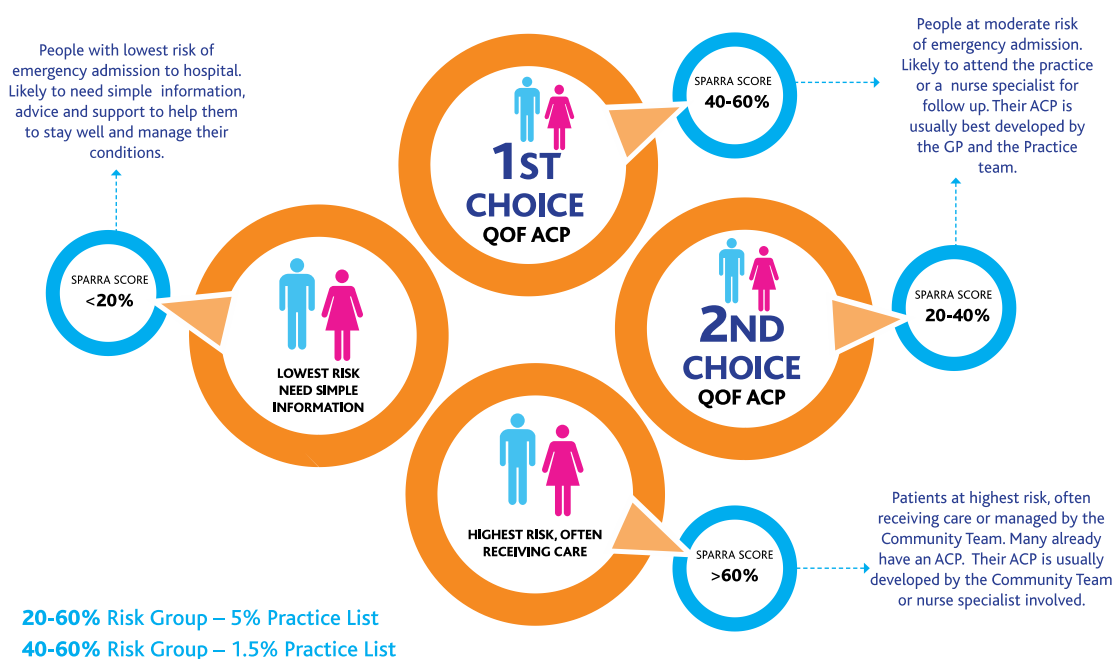 People with lowest risk of
emergency admission to hospital.
Likely to need simple information,
advice and support to help them
to stay well and manage their
conditions.
SPARRA SCORE
<20%
LOWEST RISK
NEED SIMPLE
INFORMATION
1ST
CHOICE
QOF ACP
SPARRA SCORE
40-60%
People at moderate risk
of emergency admission.
Likely to attend the practice
or a nurse specialist for
follow up. Their ACP is
usually best developed by
the GP and the Practice
team.
2ND
CHOICE
QOF ACP
SPARRA SCORE
20-40%
HIGHEST RISK, OFTEN
RECEIVING CARE
SPARRA SCORE
>60%
Patients at highest risk, often
receiving care or managed by the
Community Team. Many already
have an ACP. Their ACP is usually
developed by the Community Team
or nurse specialist involved.
20-60% Risk Group – 5% Practice List
40-60% Risk Group – 1.5% Practice List